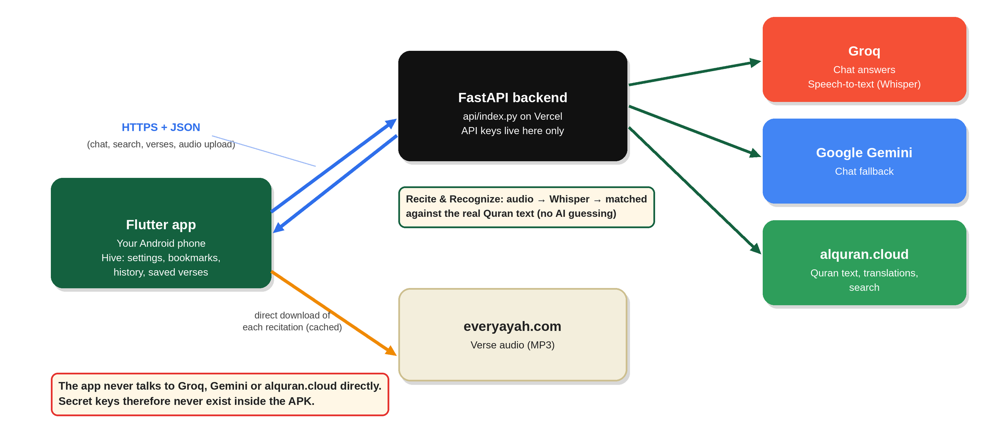 Groq
Chat answers
Speech-to-text (Whisper)
FastAPI backend
api/index.py on Vercel
API keys live here only
HTTPS + JSON
(chat, search, verses, audio upload)
Google Gemini
Chat fallback
Recite & Recognize: audio → Whisper → matched
against the real Quran text (no AI guessing)
Flutter app
Your Android phone
Hive: settings, bookmarks,
history, saved verses
alquran.cloud
Quran text, translations,
search
direct download of
each recitation (cached)
everyayah.com
Verse audio (MP3)
The app never talks to Groq, Gemini or alquran.cloud directly.
Secret keys therefore never exist inside the APK.